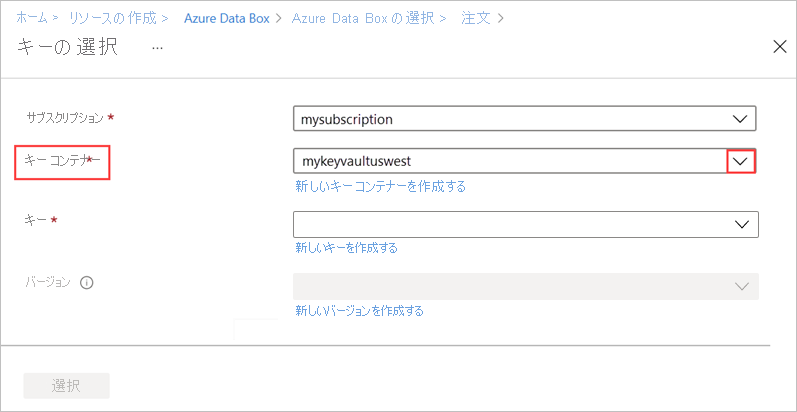 ホーム > リソースの作成 > Azure Data Box > Azure Data Box の選択 > 注文 >
キーの選択 ...
サブスクリプション *
mysubscription
キー コンテナー *
mykeyvaultuswest
新しいキー コンテナーを作成する
キー *
新しいキーを作成する
バージョン
新しいバージョンを作成する
選択